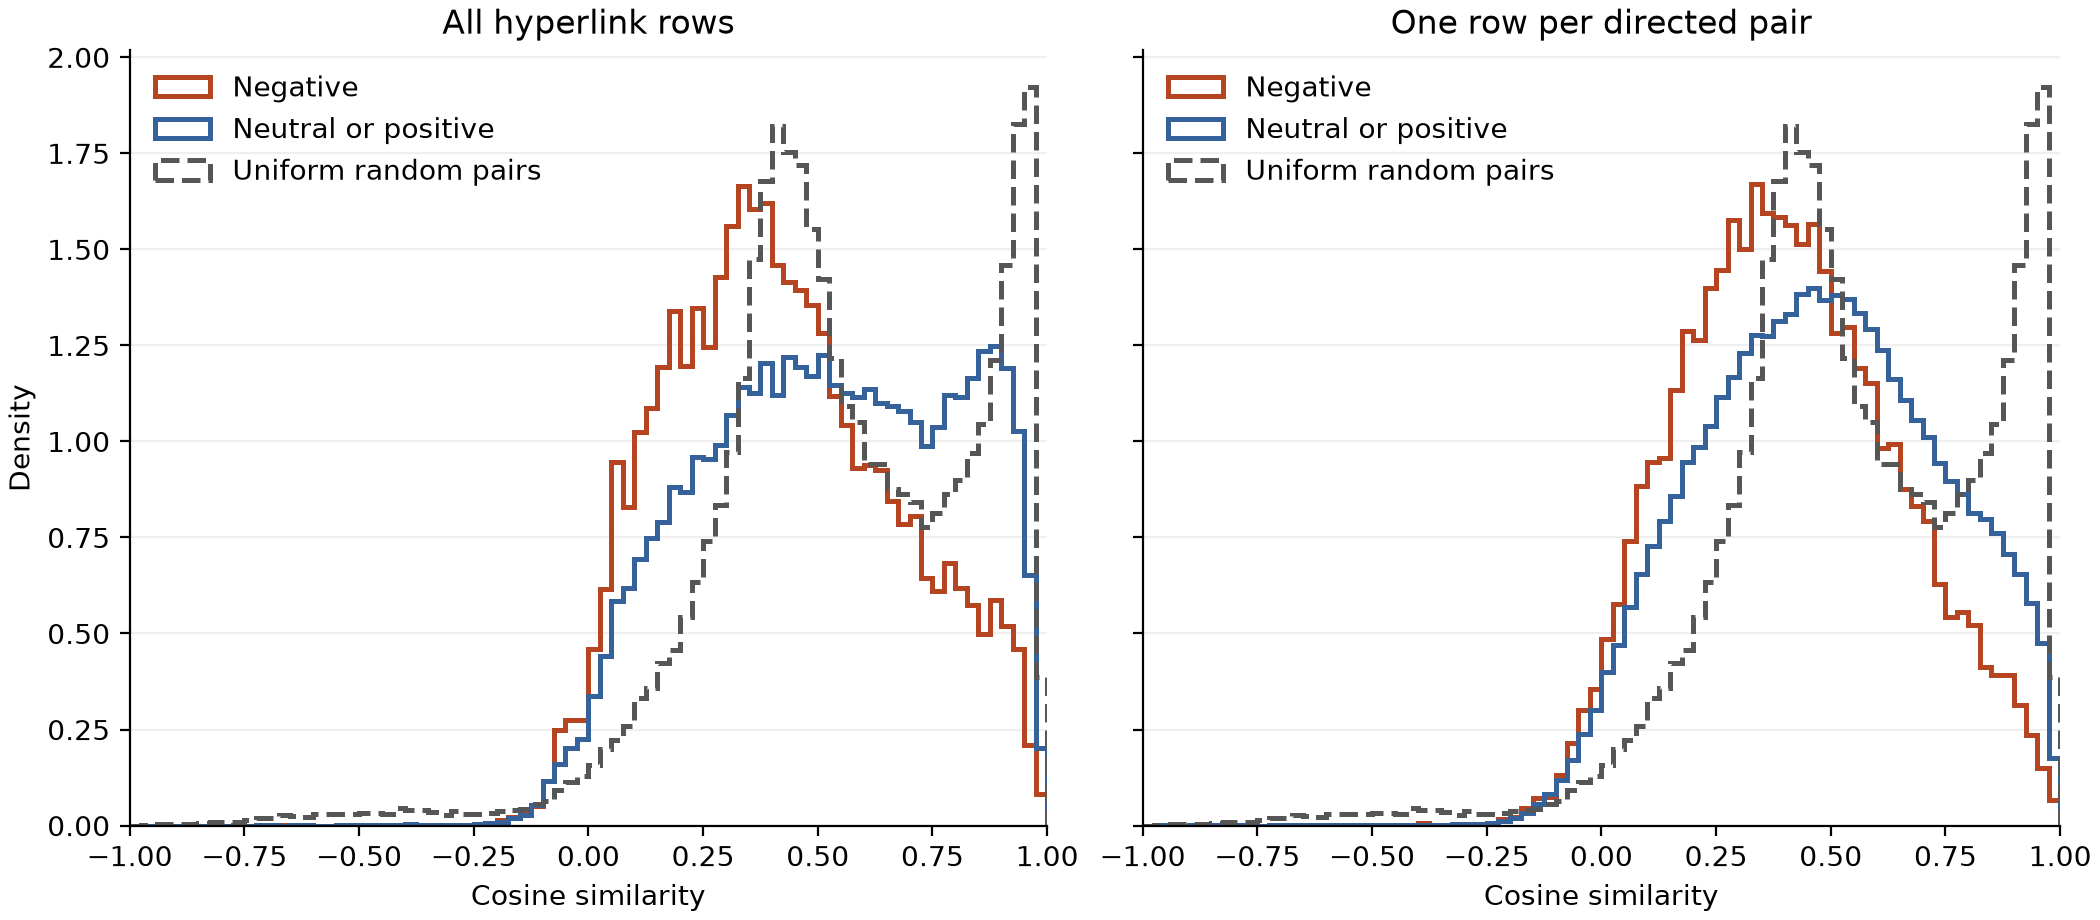 All hyperlink rows
Negative
Neutral or positive
Uniform random pairs
Density
2.00
1.75
1.50
1.25
1.00
0.75
0.50
0.25
0.00
−1.00 −0.75 −0.50 −0.25 0.00 0.25 0.50 0.75 1.00
Cosine similarity
One row per directed pair
Negative
Neutral or positive
Uniform random pairs
−1.00 −0.75 −0.50 −0.25 0.00 0.25 0.50 0.75 1.00
Cosine similarity